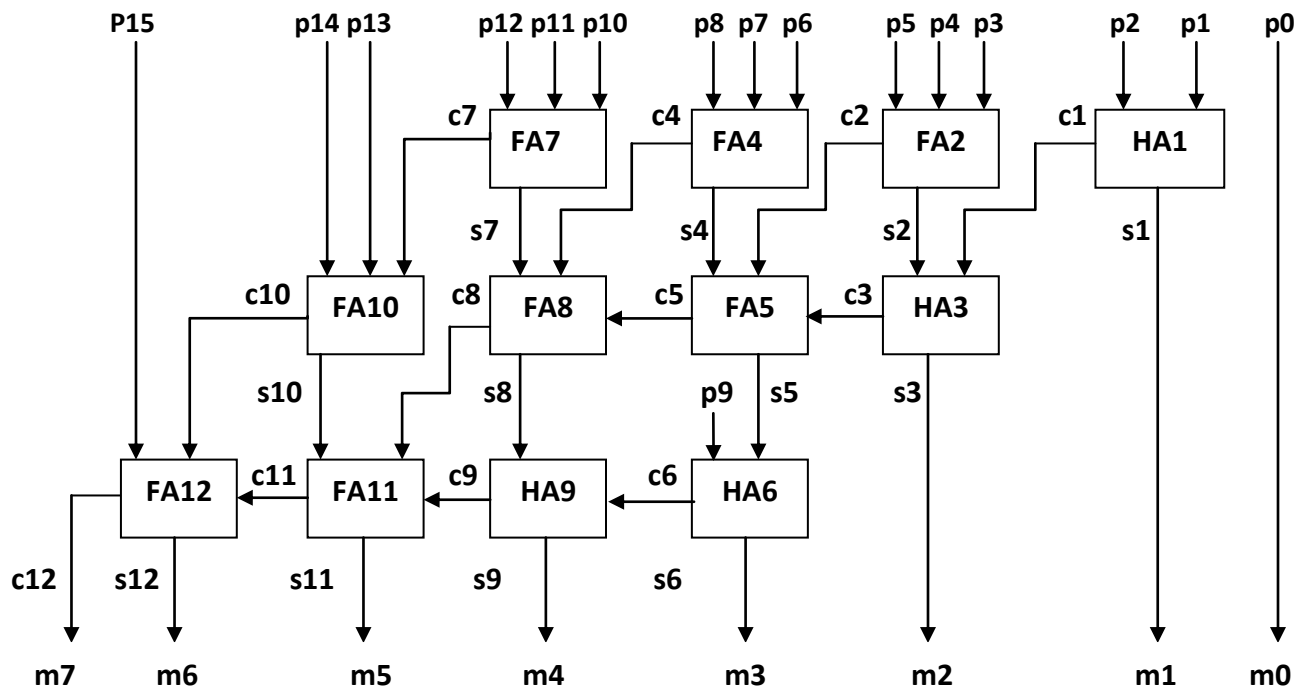 P15 p14 p13 p12 p11 p10 p8 p7 p6 p5 p4 p3 p2 p1 p0
c7 c4 c2 c1
FA7 FA4 FA2 HA1
s7 s4 s2 s1
c10 c8 c5 c3
FA10 FA8 FA5 HA3
s10 s8 p9 s5 s3
c11 c9 c6
FA12 FA11 HA9 HA6
c12 s12 s11 s9 s6
m7 m6 m5 m4 m3 m2 m1 m0